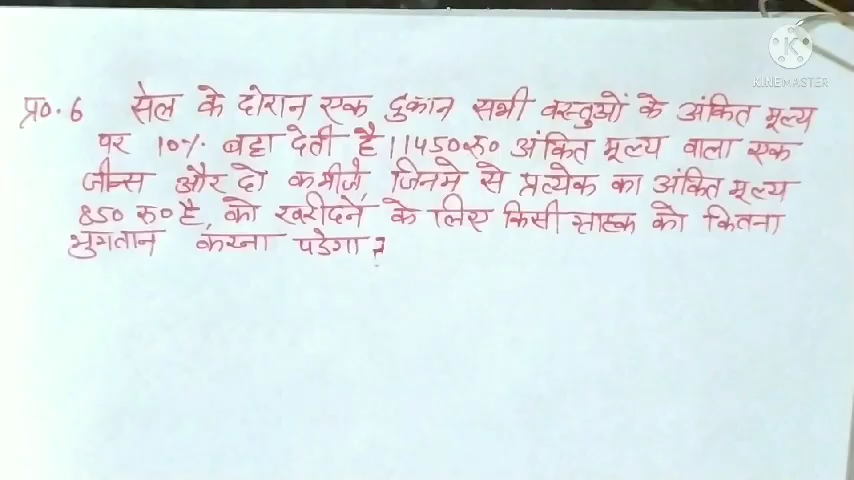 KINEMASTER
प्र०.6 सेल के दोरान एक दुकान सभी वस्तुओं के अंकित मूल्य
पर 10% बट्टा देती है।1450रु० अंकित मूल्य वाला एक
जीन्स और दो कमीजे, जिनमे से प्रत्येक का अंकित मूल्य
850 रु० है, को खरीदने के लिए किसी ग्राहक को कितना
भुगतान करना पडेगा ?